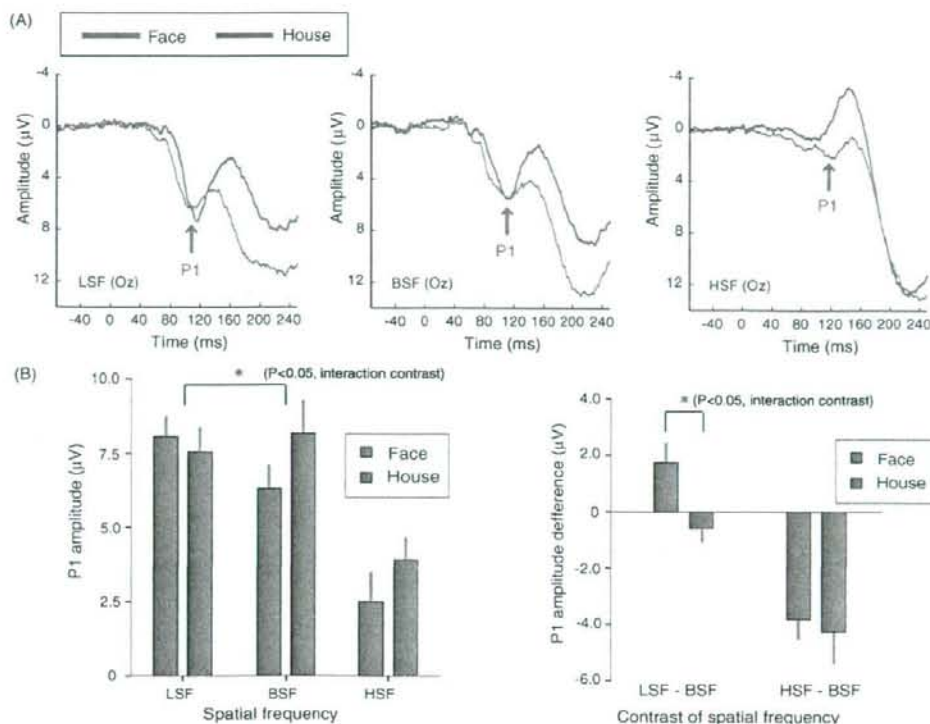 (A)
Face House
-4
0
4
8
12
Amplitude (µV)
P1
LSF (Oz)
-40 0 40 80 120 160 200 240
Time (ms)
-4
0
4
8
12
Amplitude (µV)
P1
BSF (Oz)
-40 0 40 80 120 160 200 240
Time (ms)
-4
0
4
8
12
Amplitude (µV)
P1
HSF (Oz)
-40 0 40 80 120 160 200 240
Time (ms)
(B)
10.0
7.5
5.0
2.5
0
P1 amplitude (µV)
* (P<0.05, interaction contrast)
Face
House
LSF BSF HSF
Spatial frequency
4.0
2.0
0
-2.0
-4.0
-6.0
P1 amplitude defference (µV)
* (P<0.05, interaction contrast)
Face
House
LSF - BSF HSF - BSF
Contrast of spatial frequency